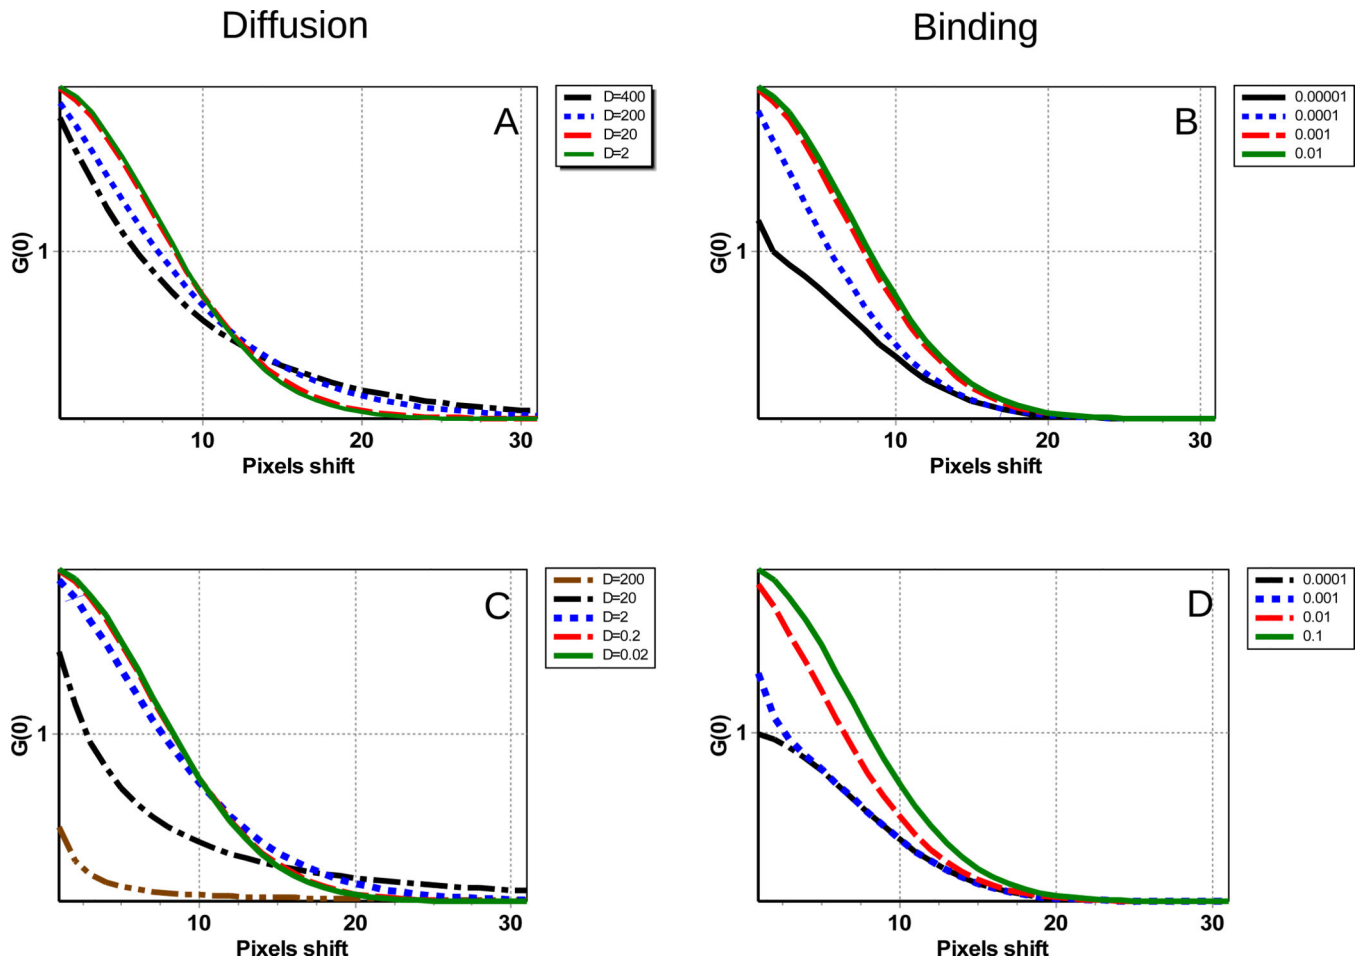 Diffusion
Binding
A
D=400
D=200
D=20
D=2
G(0)
1
10
20
30
Pixels shift
B
0.00001
0.0001
0.001
0.01
G(0)
1
10
20
30
Pixels shift
C
D=200
D=20
D=2
D=0.2
D=0.02
G(0)
1
10
20
30
Pixels shift
D
0.0001
0.001
0.01
0.1
G(0)
1
10
20
30
Pixels shift